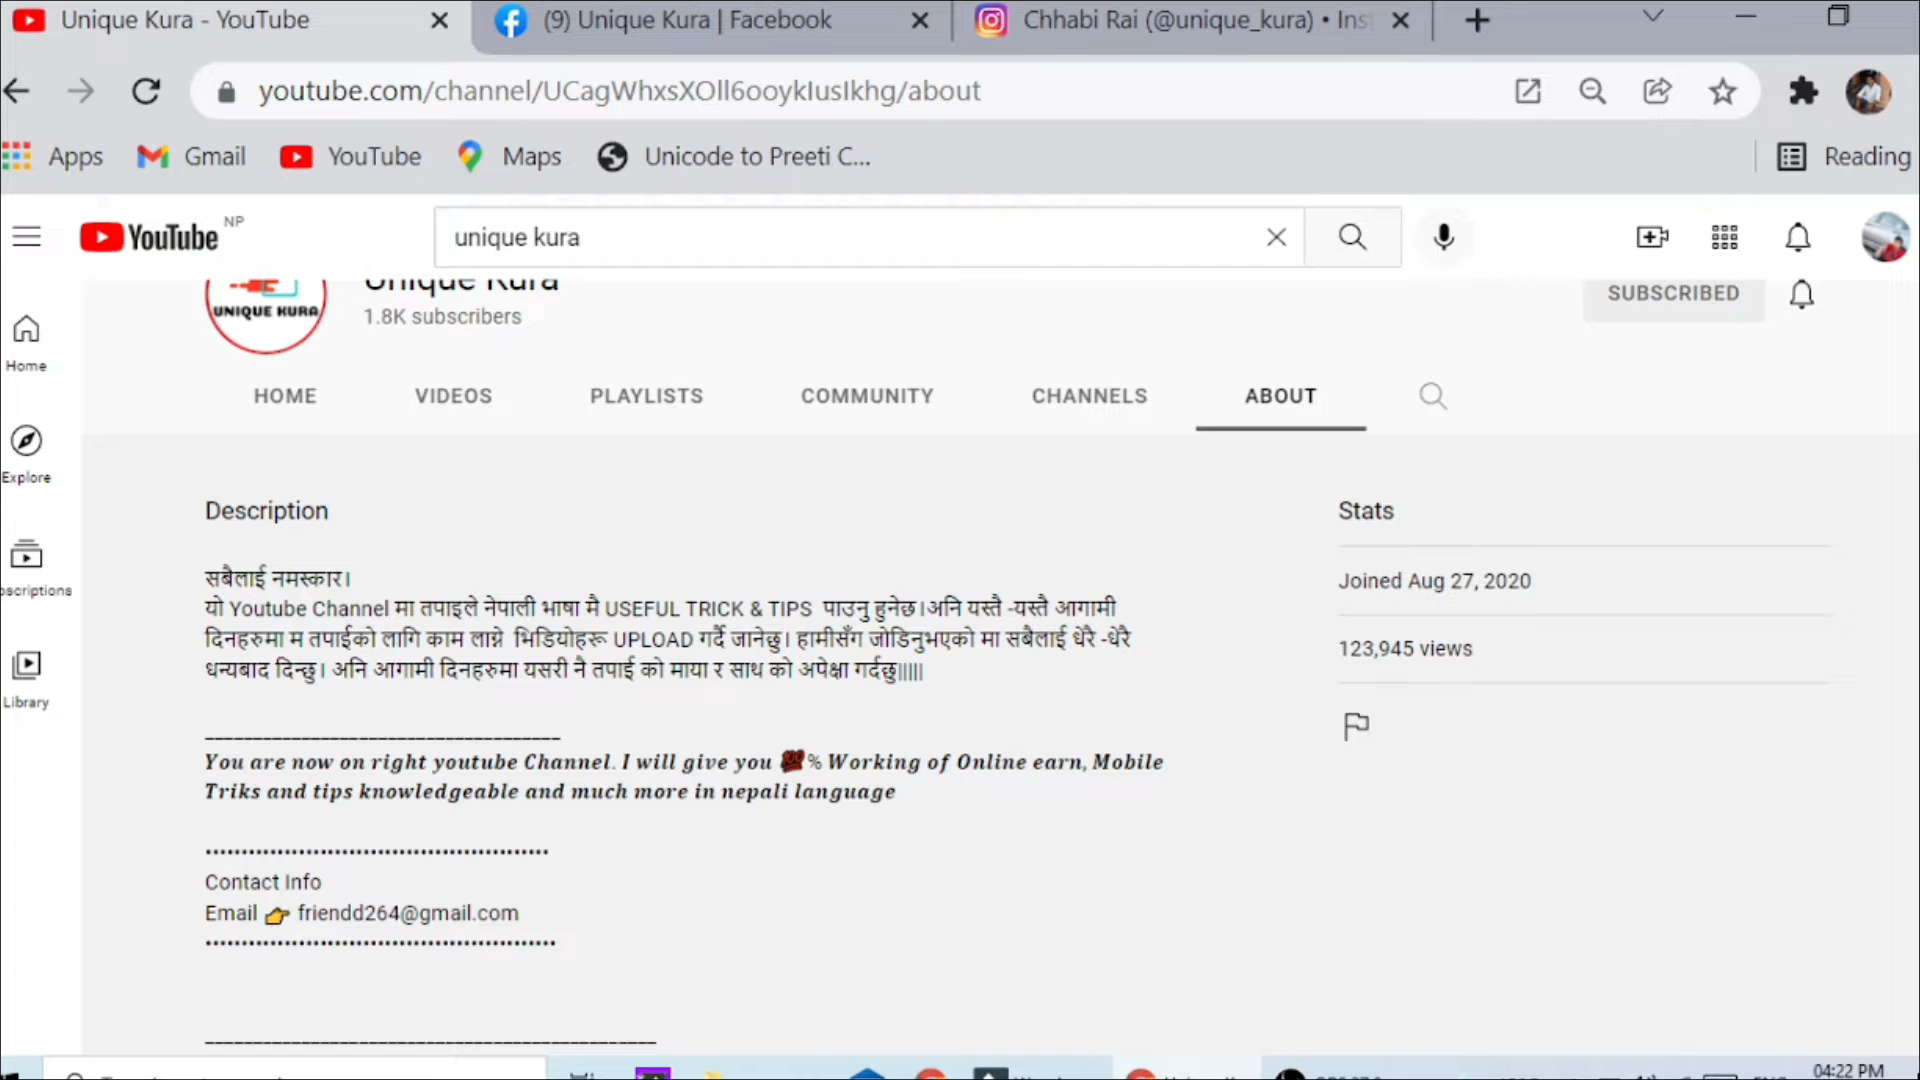 Unique Kura - YouTube
(9) Unique Kura | Facebook
Chhabi Rai (@unique_kura) • Ins
youtube.com/channel/UCagWhxsXOll6ooykIusIkhg/about
Apps
Gmail
YouTube
Maps
Unicode to Preeti C...
Reading
YouTube NP
unique kura
Unique Kura
UNIQUE KURA
1.8K subscribers
SUBSCRIBED
Home
HOME
VIDEOS
PLAYLISTS
COMMUNITY
CHANNELS
ABOUT
Explore
Description
Stats
सबैलाई नमस्कार।
यो Youtube Channel मा तपाइले नेपाली भाषा मै USEFUL TRICK & TIPS पाउनु हुनेछ।अनि यस्तै -यस्तै आगामी
दिनहरुमा म तपाईको लागि काम लाग्ने भिडियोहरू UPLOAD गर्दै जानेछु। हामीसँग जोडिनुभएको मा सबैलाई धेरै -धेरै
धन्यबाद दिन्छु। अनि आगामी दिनहरुमा यसरी नै तपाई को माया र साथ को अपेक्षा गर्दछु|||||
Joined Aug 27, 2020
123,945 views
bscriptions
Library
You are now on right youtube Channel. I will give you 💯% Working of Online earn, Mobile
Triks and tips knowledgeable and much more in nepali language
Contact Info
Email 👉 friendd264@gmail.com
04:22 PM